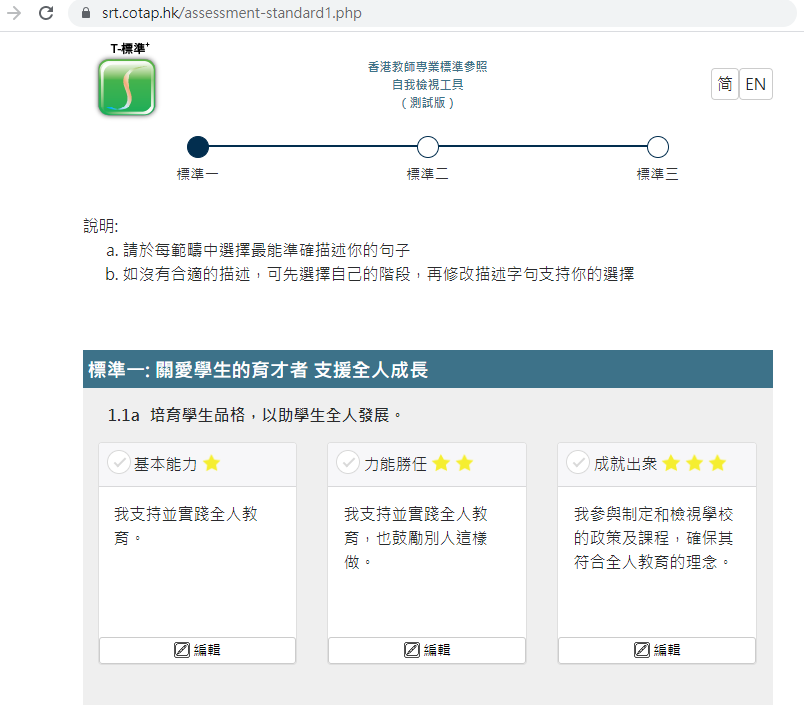 srt.cotap.hk/assessment-standard1.php
T-標準+
香港教師專業標準參照
自我檢視工具
（測試版）
简 EN
標準一 標準二 標準三
說明:
a. 請於每範疇中選擇最能準確描述你的句子
b. 如沒有合適的描述，可先選擇自己的階段，再修改描述字句支持你的選擇
標準一: 關愛學生的育才者 支援全人成長
1.1a 培育學生品格，以助學生全人發展。
基本能力
我支持並實踐全人教
育。
編輯
力能勝任
我支持並實踐全人教
育，也鼓勵別人這樣
做。
編輯
成就出衆
我參與制定和檢視學校
的政策及課程，確保其
符合全人教育的理念。
編輯